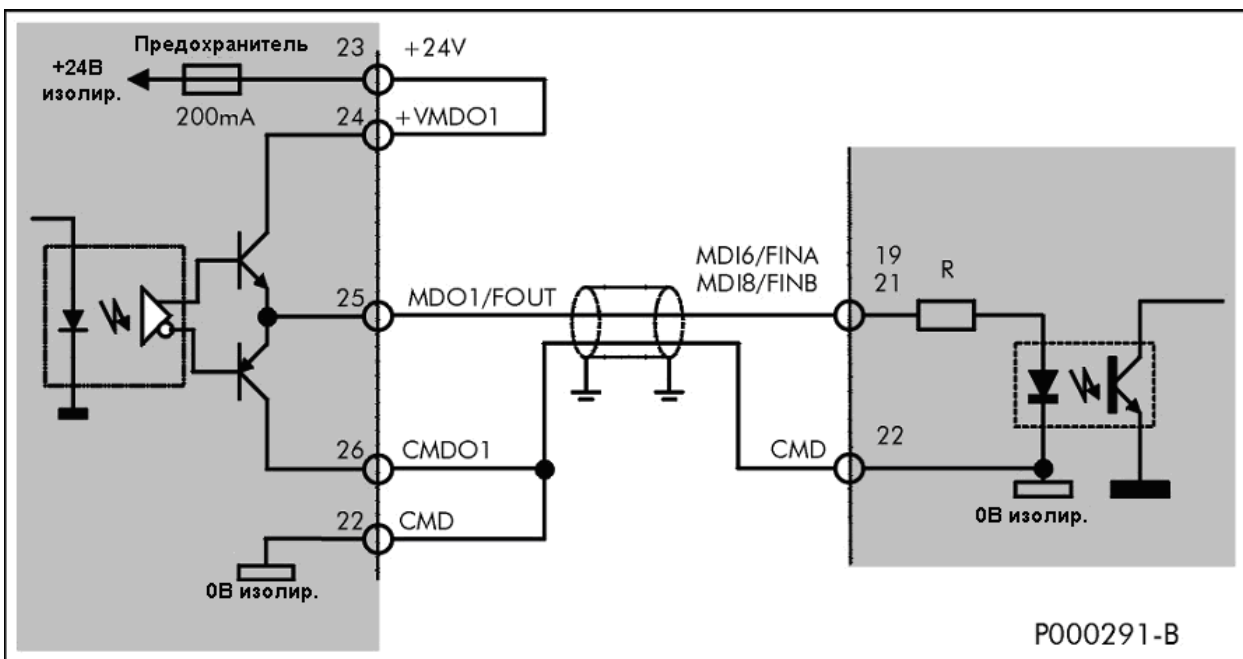 Предохранитель
23
+24V
+24В
изолир.
200mA
24
+VMDO1
MDI6/FINA
19
MDI8/FINB
21
R
25
MDO1/FOUT
26
CMDO1
CMD
22
22
CMD
0В изолир.
0В изолир.
P000291-B